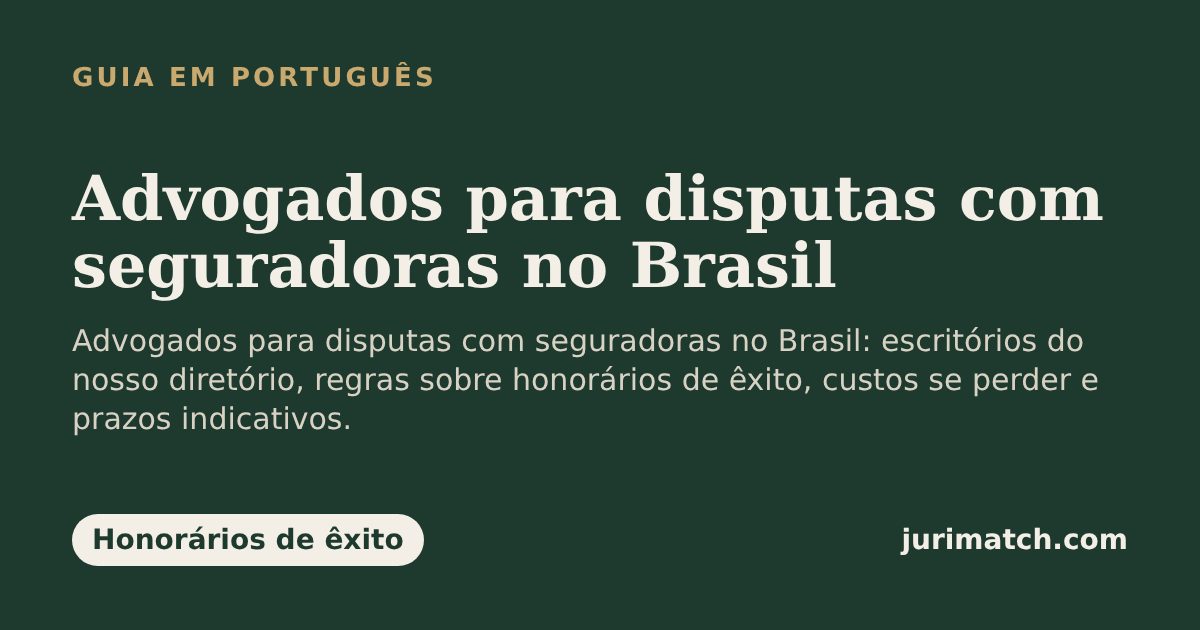 GUIA EM PORTUGUÊS
Advogados para disputas com
seguradoras no Brasil
Advogados para disputas com seguradoras no Brasil: escritórios do
nosso diretório, regras sobre honorários de êxito, custos se perder e
prazos indicativos.
Honorários de êxito
jurimatch.com